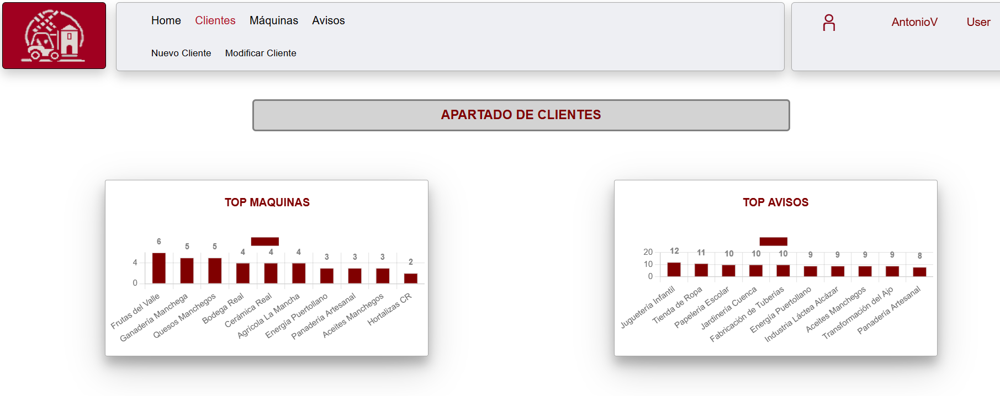 Home Clientes Máquinas Avisos
Nuevo Cliente Modificar Cliente
AntonioV User
APARTADO DE CLIENTES
TOP MAQUINAS
6 5 5 4 4 4 3 3 3 2
4
0
Frutas del Valle
Ganadería Manchega
Quesos Manchegos
Bodega Real
Cerámica Real
Agrícola La Mancha
Energía Puertollano
Panadería Artesanal
Aceites Manchegos
Hortalizas CR
TOP AVISOS
12 11 10 10 10 9 9 9 9 8
20
10
0
Juguetería Infantil
Tienda de Ropa
Papelería Escolar
Jardinería Cuenca
Fabricación de Tuberías
Energía Puertollano
Industria Láctea Alcázar
Aceites Manchegos
Transformación del Ajo
Panadería Artesanal